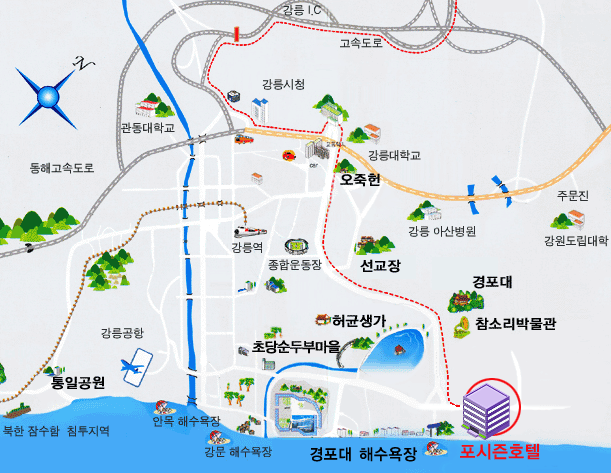 강릉 I.C
고속도로
강릉시청
관동대학교
강릉대학교
동해고속도로
오죽헌
주문진
강릉 아산병원
강원도립대학
강릉역
종합운동장
선교장
경포대
참소리박물관
허균생가
초당순두부마을
강릉공항
통일공원
북한 잠수함 침투지역
안목 해수욕장
강문 해수욕장
경포대 해수욕장
포시즌호텔